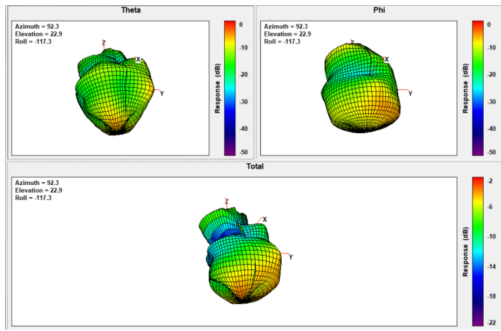 Theta
Azimuth = 92.3
Elevation = 22.9
Roll = -117.3
Z
X
Y
0
-10
-20
-30
-40
-50
Response (dB)
Phi
Azimuth = 92.3
Elevation = 22.9
Roll = -117.3
Z
X
Y
0
-10
-20
-30
-40
-50
Response (dB)
Total
Azimuth = 92.3
Elevation = 22.9
Roll = -117.3
Z
X
Y
-2
-6
-10
-14
-18
-22
Response (dB)